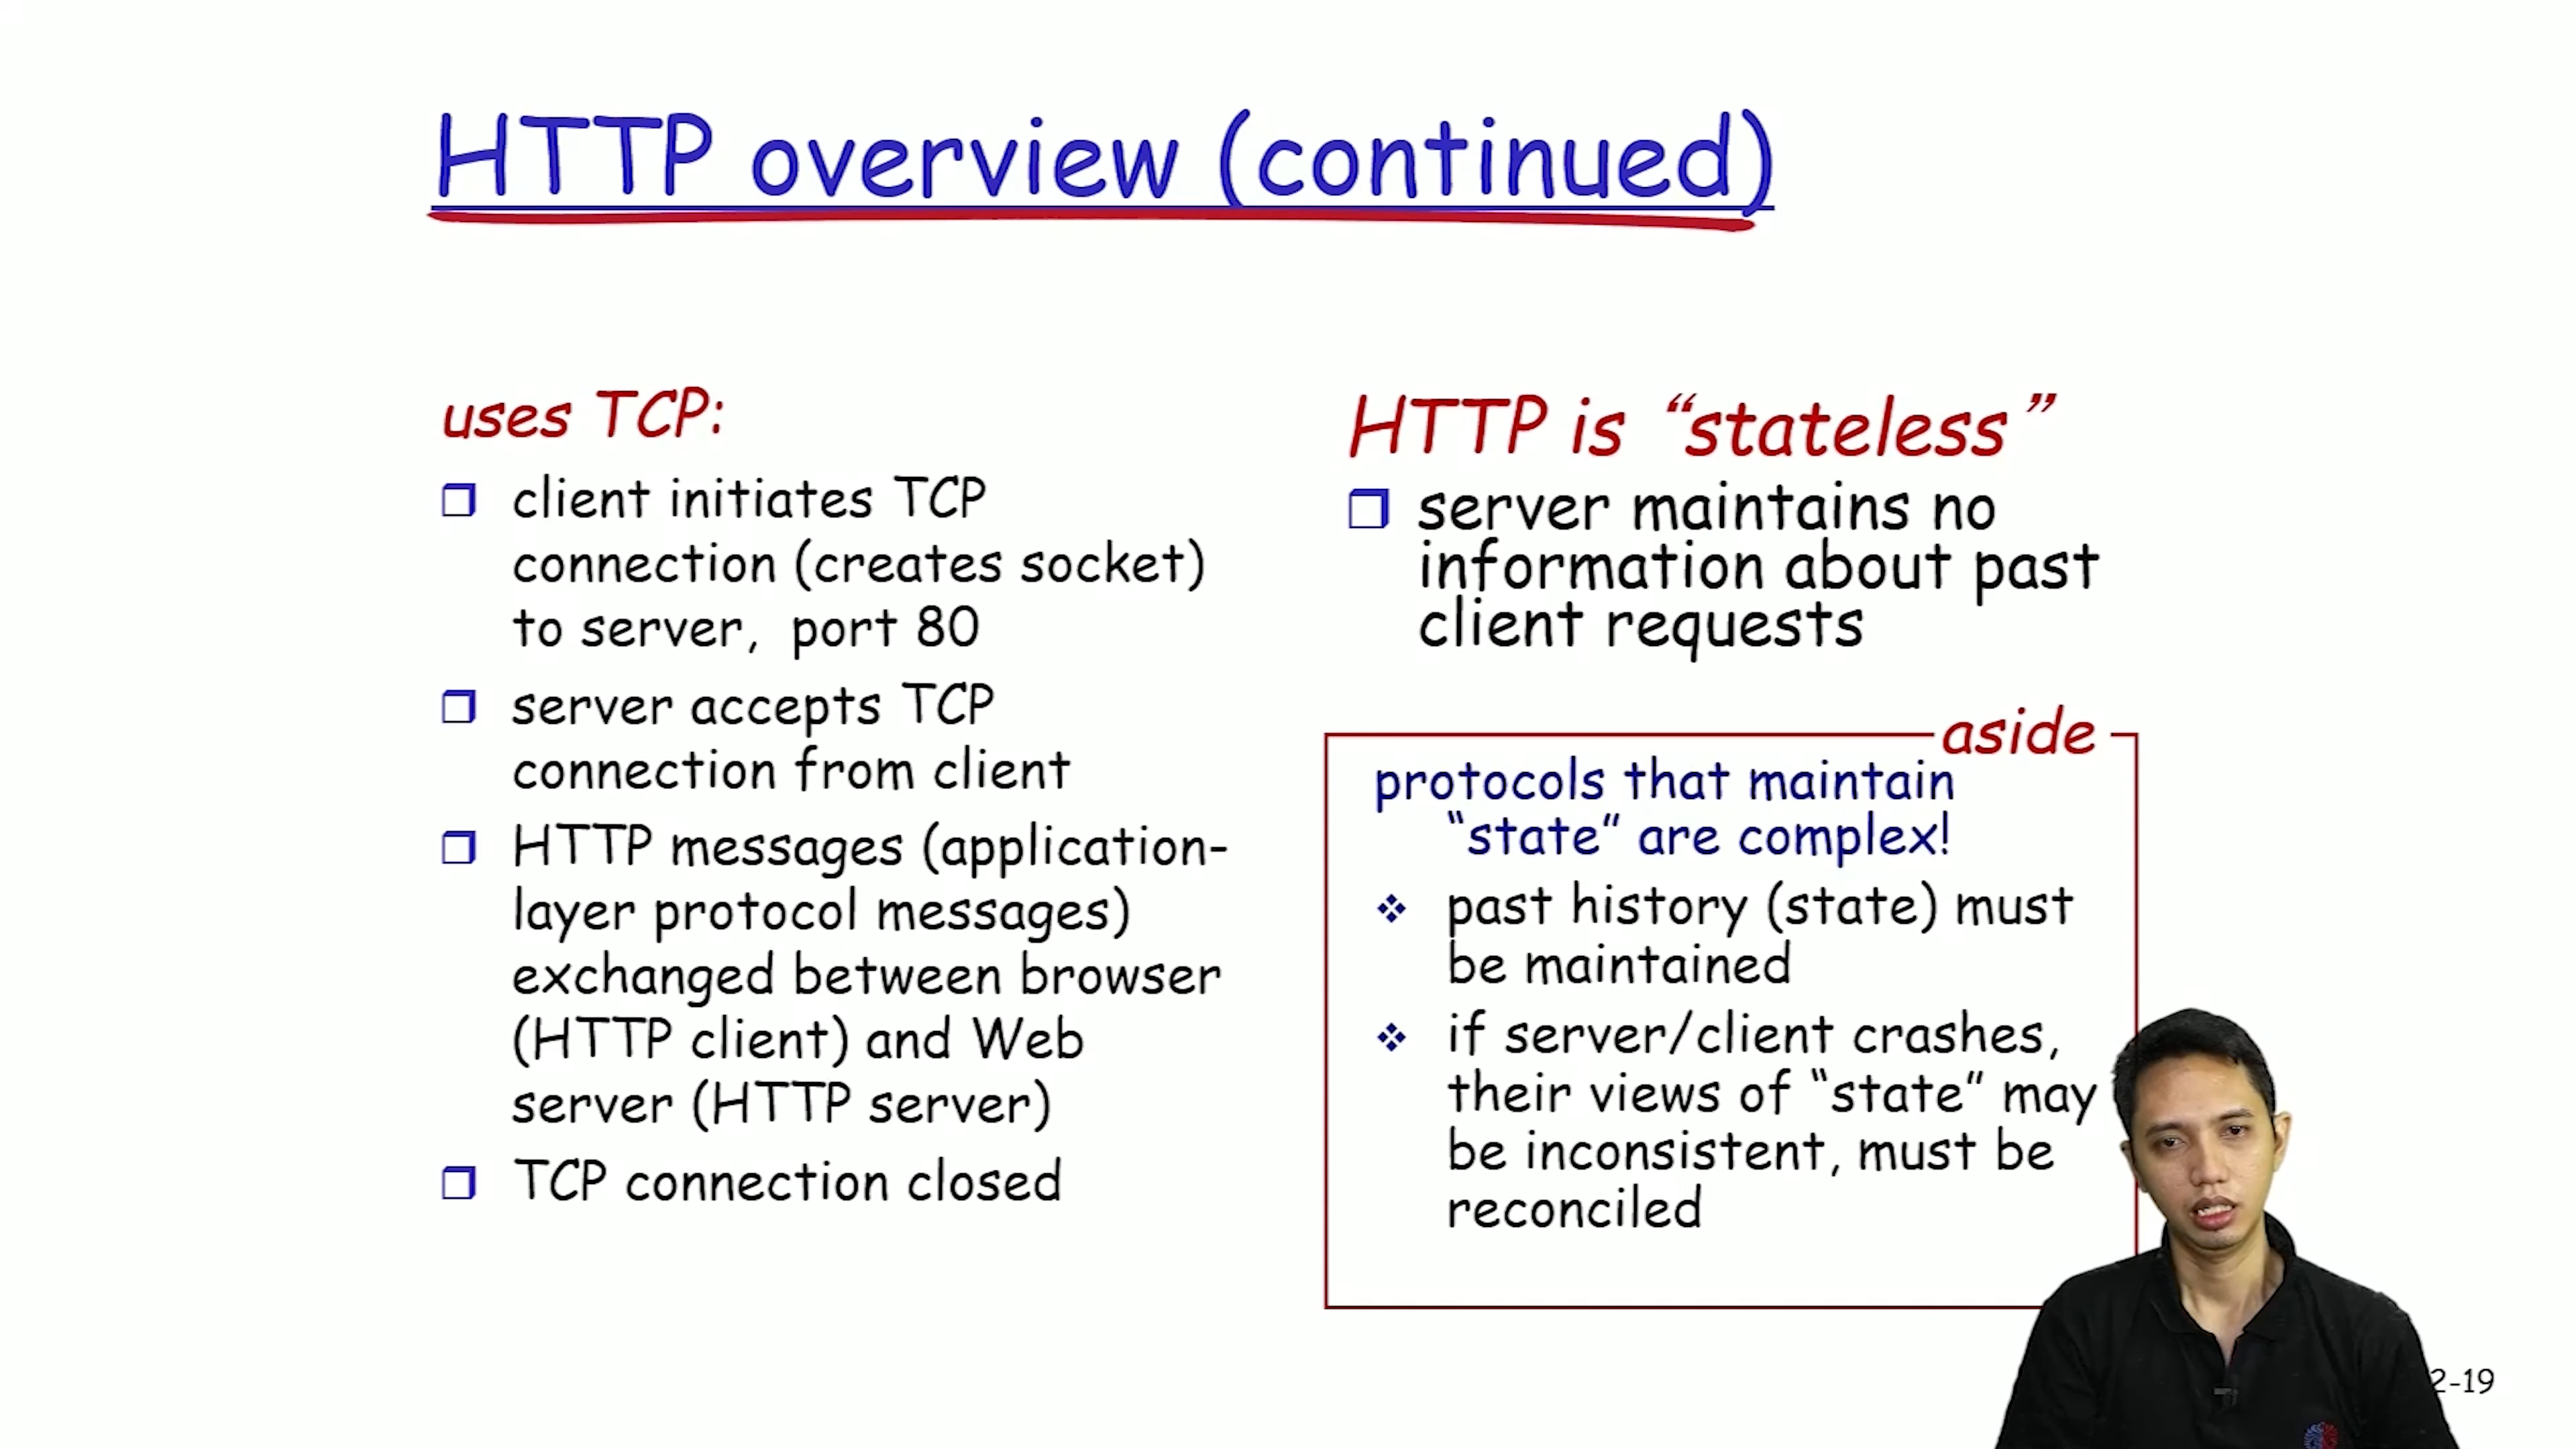 HTTP overview (continued)
uses TCP:
client initiates TCP
connection (creates socket)
to server, port 80
server accepts TCP
connection from client
HTTP messages (application-
layer protocol messages)
exchanged between browser
(HTTP client) and Web
server (HTTP server)
TCP connection closed
HTTP is “stateless”
server maintains no
information about past
client requests
aside
protocols that maintain
“state” are complex!
past history (state) must
be maintained
if server/client crashes,
their views of “state” may
be inconsistent, must be
reconciled
2-19